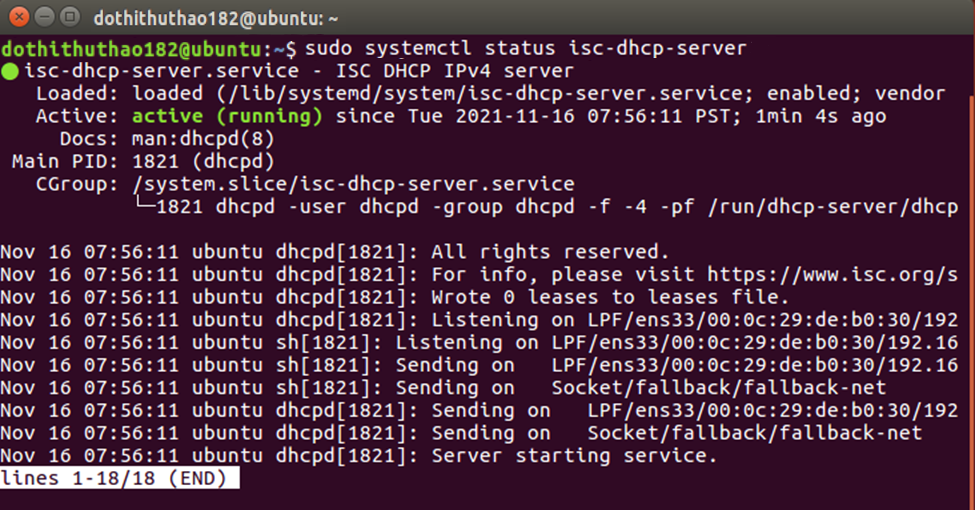 dothithuthao182@ubuntu: ~
dothithuthao182@ubuntu:~$ sudo systemctl status isc-dhcp-server
● isc-dhcp-server.service - ISC DHCP IPv4 server
   Loaded: loaded (/lib/systemd/system/isc-dhcp-server.service; enabled; vendor
   Active: active (running) since Tue 2021-11-16 07:56:11 PST; 1min 4s ago
     Docs: man:dhcpd(8)
 Main PID: 1821 (dhcpd)
   CGroup: /system.slice/isc-dhcp-server.service
           └─1821 dhcpd -user dhcpd -group dhcpd -f -4 -pf /run/dhcp-server/dhcp
Nov 16 07:56:11 ubuntu dhcpd[1821]: All rights reserved.
Nov 16 07:56:11 ubuntu dhcpd[1821]: For info, please visit https://www.isc.org/s
Nov 16 07:56:11 ubuntu dhcpd[1821]: Wrote 0 leases to leases file.
Nov 16 07:56:11 ubuntu dhcpd[1821]: Listening on LPF/ens33/00:0c:29:de:b0:30/192
Nov 16 07:56:11 ubuntu sh[1821]: Listening on LPF/ens33/00:0c:29:de:b0:30/192.16
Nov 16 07:56:11 ubuntu sh[1821]: Sending on   LPF/ens33/00:0c:29:de:b0:30/192.16
Nov 16 07:56:11 ubuntu sh[1821]: Sending on   Socket/fallback/fallback-net
Nov 16 07:56:11 ubuntu dhcpd[1821]: Sending on   LPF/ens33/00:0c:29:de:b0:30/192
Nov 16 07:56:11 ubuntu dhcpd[1821]: Sending on   Socket/fallback/fallback-net
Nov 16 07:56:11 ubuntu dhcpd[1821]: Server starting service.
lines 1-18/18 (END)